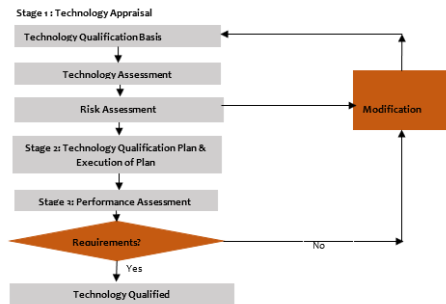 Stage 1: Technology Appraisal
Technology Qualification Basis
Technology Assessment
Risk Assessment
Modification
Stage 2: Technology Qualification Plan &
Execution of Plan
Stage 3: Performance Assessment
Requirements?
No
Yes
Technology Qualified